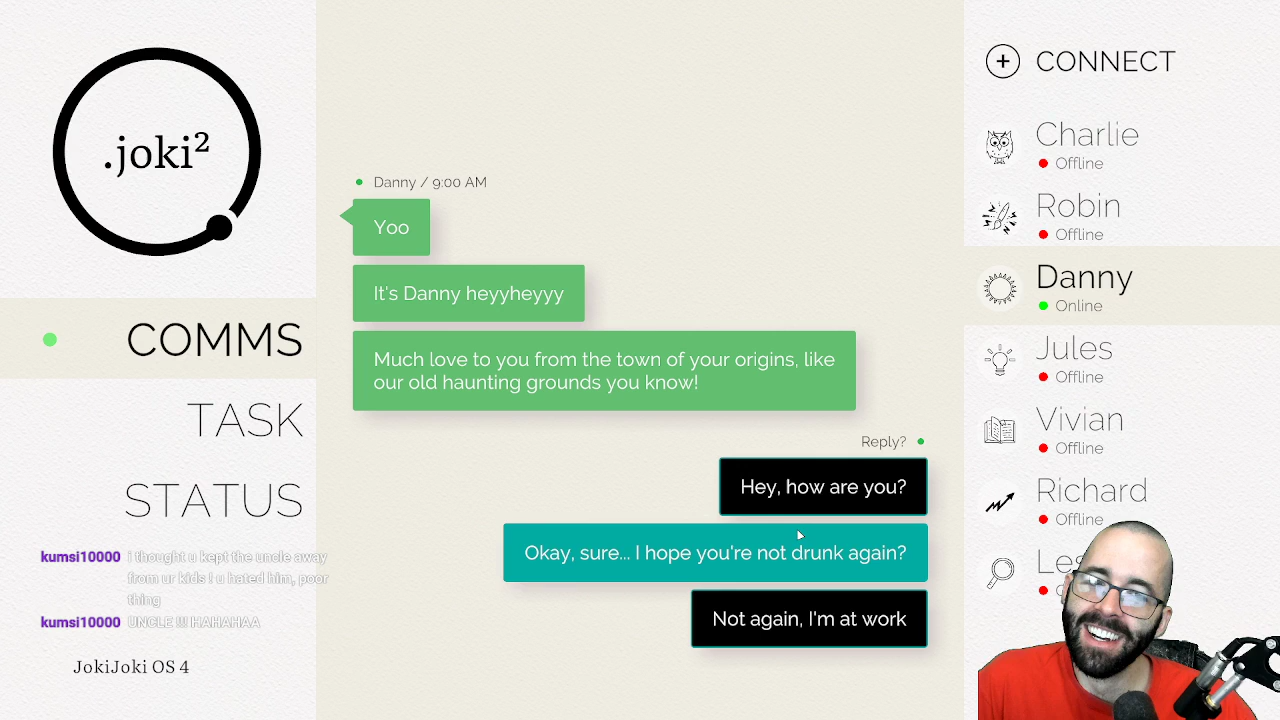 .joki²
COMMS
TASK
STATUS
kumsi10000 i thought u kept the uncle away
from ur kids ! u hated him, poor
thing
kumsi10000 UNCLE !!! HAHAHAA
JokiJoki OS 4
Danny / 9:00 AM
Yoo
It's Danny heyyheyyy
Much love to you from the town of your origins, like
our old haunting grounds you know!
Reply?
Hey, how are you?
Okay, sure... I hope you're not drunk again?
Not again, I'm at work
+ CONNECT
Charlie
Offline
Robin
Offline
Danny
Online
Jules
Offline
Vivian
Offline
Richard
Offline